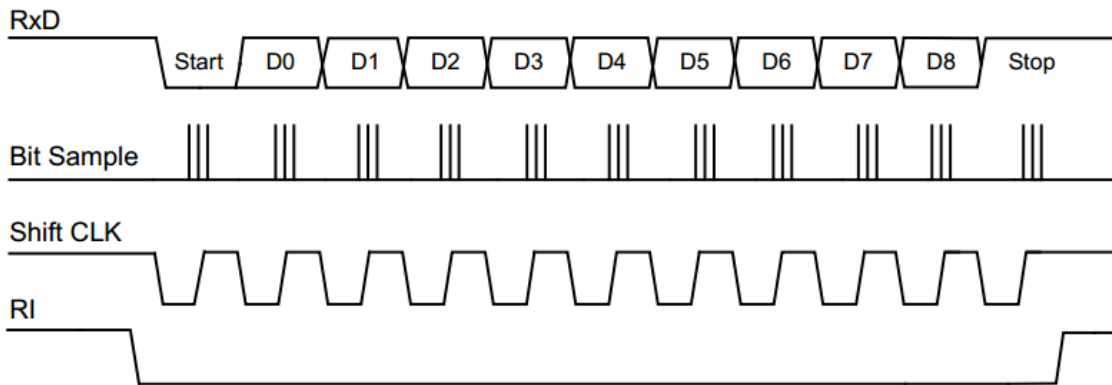 RxD
Start D0 D1 D2 D3 D4 D5 D6 D7 D8 Stop
Bit Sample
Shift CLK
RI